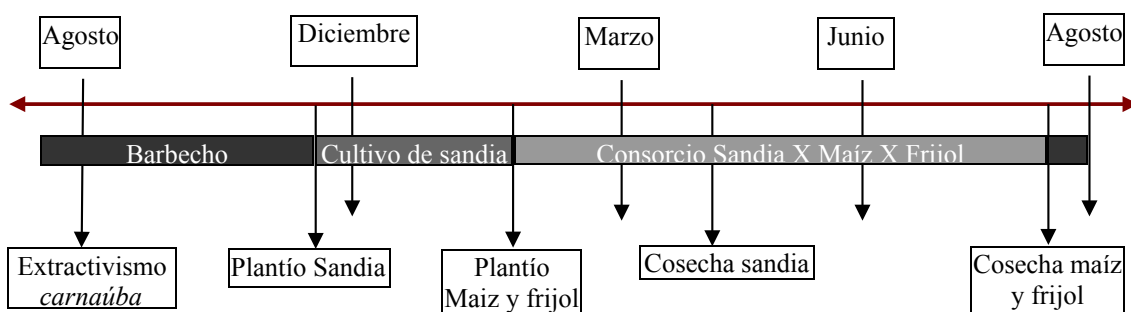 Agosto
Diciembre
Marzo
Junio
Agosto
Barbecho
Cultivo de sandia
Consorcio Sandia X Maíz X Frijol
Extractivismo
carnaúba
Plantío Sandia
Plantío
Maiz y frijol
Cosecha sandia
Cosecha maíz
y frijol